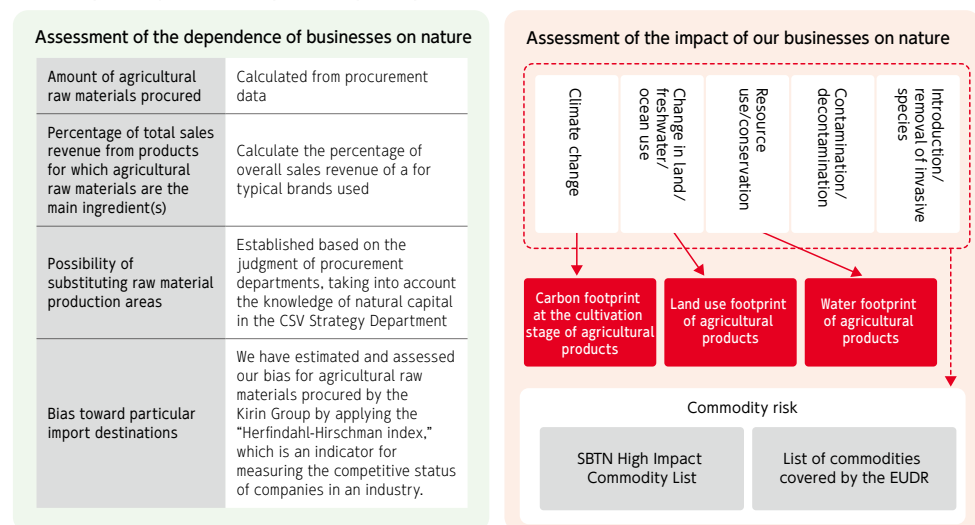 Assessment of the dependence of businesses on nature
Amount of agricultural
raw materials procured
Calculated from procurement
data
Percentage of total sales
revenue from products
for which agricultural
raw materials are the
main ingredient(s)
Calculate the percentage of
overall sales revenue of a for
typical brands used
Possibility of
substituting raw material
production areas
Established based on the
judgment of procurement
departments, taking into account
the knowledge of natural capital
in the CSV Strategy Department
Bias toward particular
import destinations
We have estimated and assessed
our bias for agricultural raw
materials procured by the
Kirin Group by applying the
“Herfindahl-Hirschman index,”
which is an indicator for
measuring the competitive status
of companies in an industry.
Assessment of the impact of our businesses on nature
Climate change
Change in land/
freshwater/
ocean use
Resource
use/conservation
Contamination/
decontamination
Introduction/
removal of invasive
species
Carbon footprint
at the cultivation
stage of agricultural
products
Land use footprint
of agricultural
products
Water footprint
of agricultural
products
Commodity risk
SBTN High Impact
Commodity List
List of commodities
covered by the EUDR